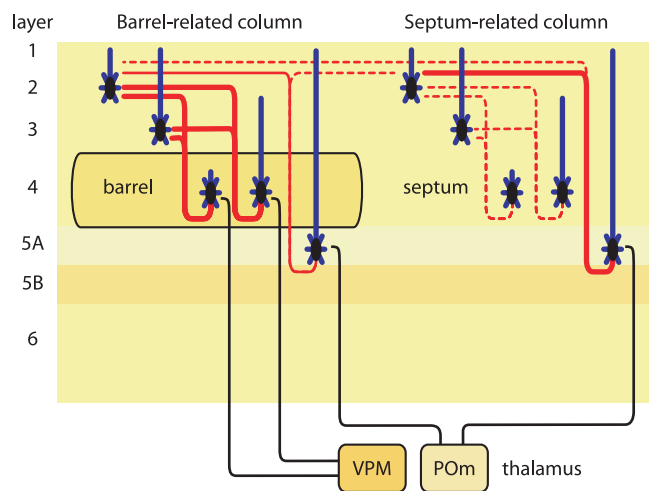 layer Barrel-related column Septum-related column
1
2
3
4 barrel septum
5A
5B
6
VPM POm thalamus